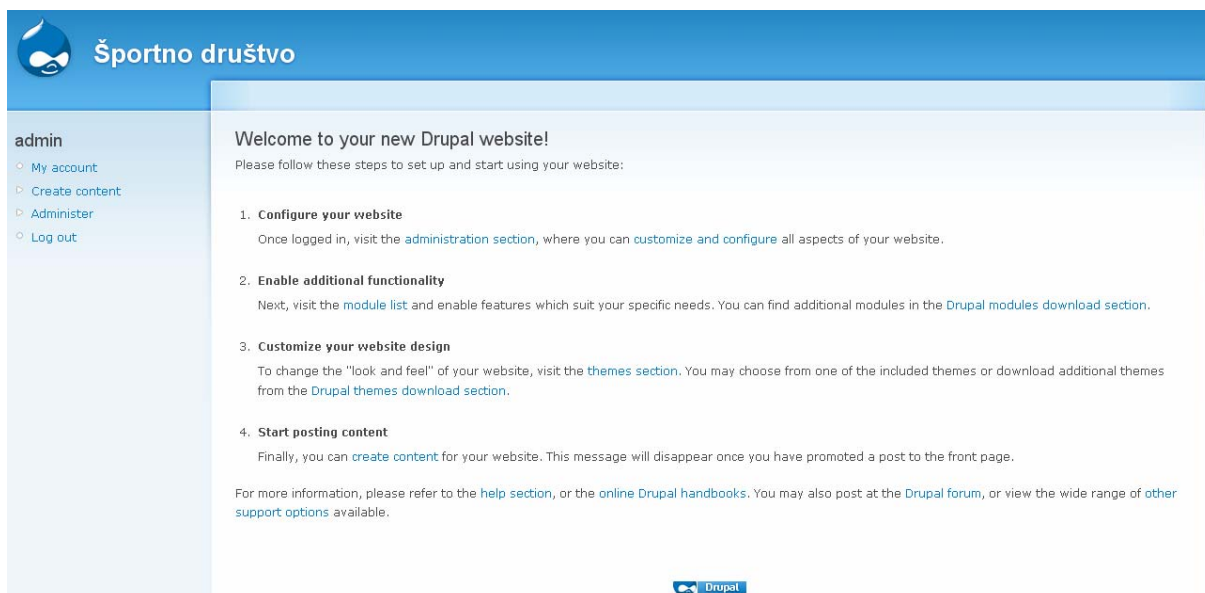 Športno društvo
admin
My account
Create content
Administer
Log out
Welcome to your new Drupal website!
Please follow these steps to set up and start using your website:
1. Configure your website
Once logged in, visit the administration section, where you can customize and configure all aspects of your website.
2. Enable additional functionality
Next, visit the module list and enable features which suit your specific needs. You can find additional modules in the Drupal modules download section.
3. Customize your website design
To change the "look and feel" of your website, visit the themes section. You may choose from one of the included themes or download additional themes
from the Drupal themes download section.
4. Start posting content
Finally, you can create content for your website. This message will disappear once you have promoted a post to the front page.
For more information, please refer to the help section, or the online Drupal handbooks. You may also post at the Drupal forum, or view the wide range of other
support options available.
Drupal